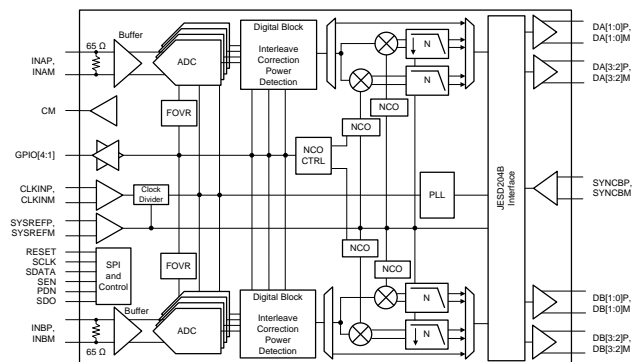 Buffer
65 Ω
INAP,
INAM
ADC
Digital Block
Interleave
Correction
Power
Detection
N
N
DA[1:0]P,
DA[1:0]M
DA[3:2]P,
DA[3:2]M
CM
FOVR
NCO
NCO
GPIO[4:1]
NCO
CTRL
CLKINP,
CLKINM
Clock
Divider
PLL
JESD204B
Interface
SYNCBP,
SYNCBM
SYSREFP,
SYSREFM
RESET
SCLK
SDATA
SEN
PDN
SDO
SPI
and
Control
FOVR
NCO
NCO
Buffer
INBP,
INBM
65 Ω
ADC
Digital Block
Interleave
Correction
Power
Detection
N
N
DB[1:0]P,
DB[1:0]M
DB[3:2]P,
DB[3:2]M